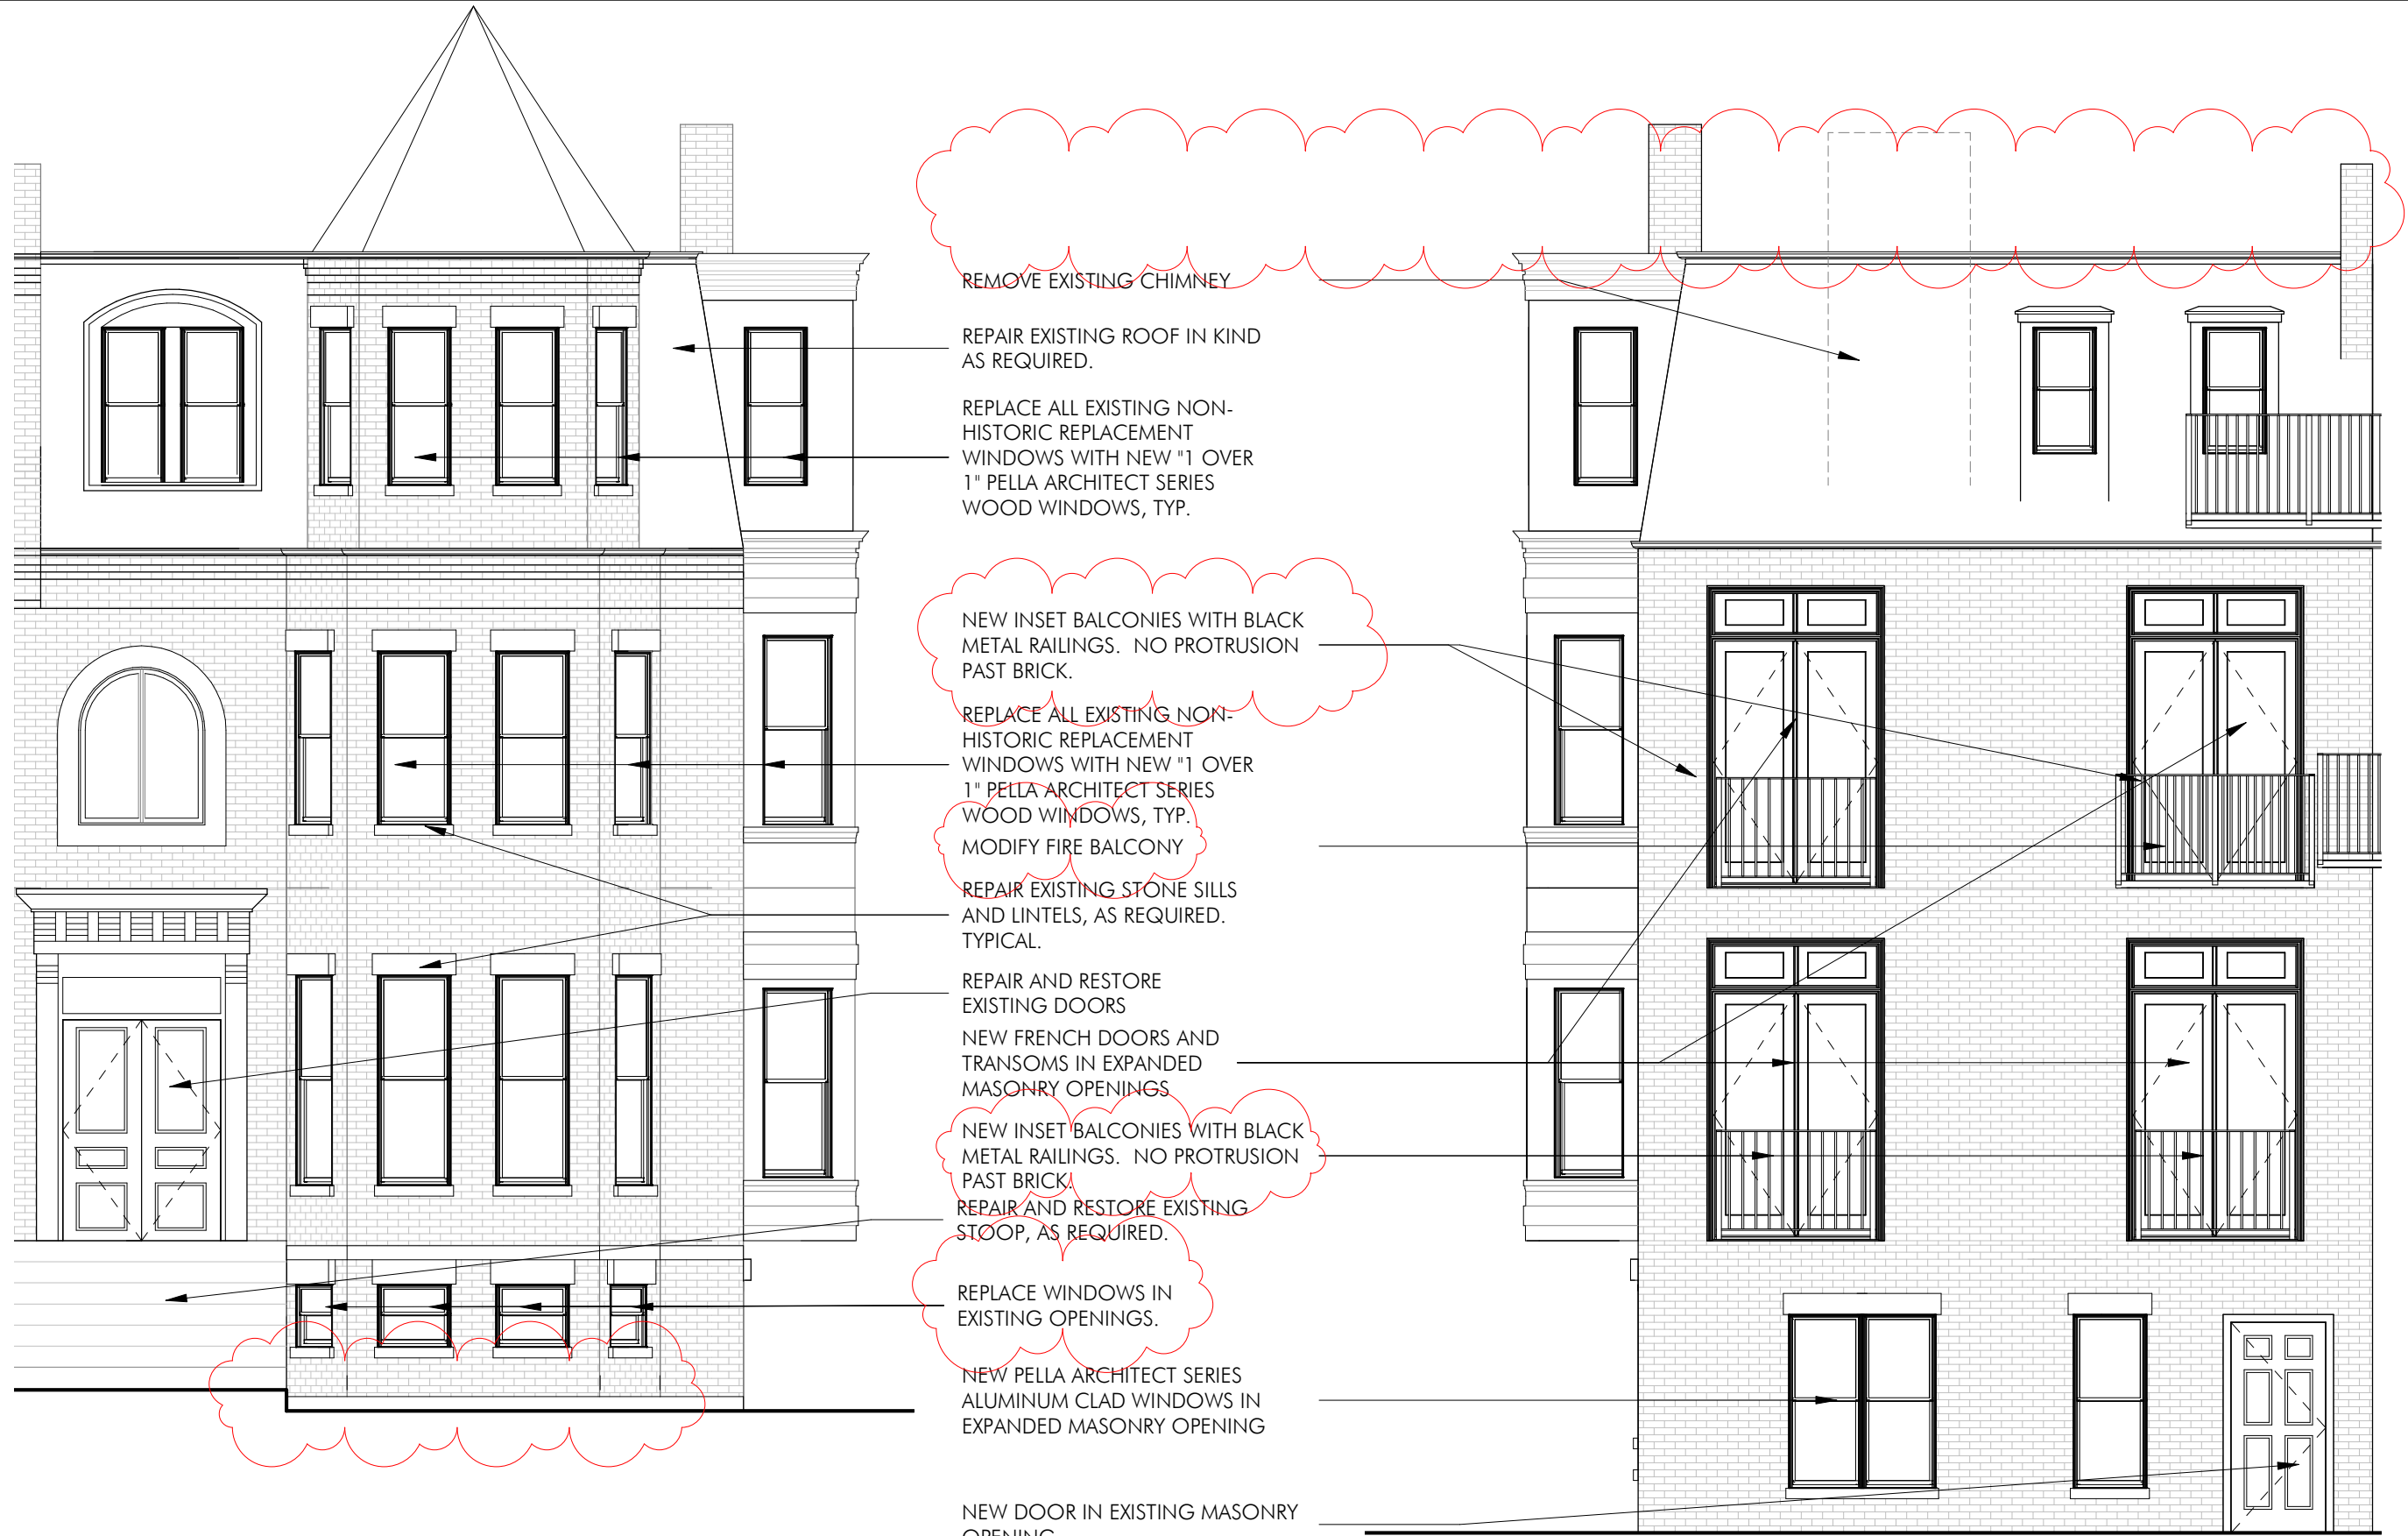 REMOVE EXISTING CHIMNEY
REPAIR EXISTING ROOF IN KIND
AS REQUIRED.
REPLACE ALL EXISTING NON-
HISTORIC REPLACEMENT
WINDOWS WITH NEW "1 OVER
1" PELLA ARCHITECT SERIES
WOOD WINDOWS, TYP.
NEW INSET BALCONIES WITH BLACK
METAL RAILINGS. NO PROTRUSION
PAST BRICK.
REPLACE ALL EXISTING NON-
HISTORIC REPLACEMENT
WINDOWS WITH NEW "1 OVER
1" PELLA ARCHITECT SERIES
WOOD WINDOWS, TYP.
MODIFY FIRE BALCONY
REPAIR EXISTING STONE SILLS
AND LINTELS, AS REQUIRED.
TYPICAL.
REPAIR AND RESTORE
EXISTING DOORS
NEW FRENCH DOORS AND
TRANSOMS IN EXPANDED
MASONRY OPENINGS
NEW INSET BALCONIES WITH BLACK
METAL RAILINGS. NO PROTRUSION
PAST BRICK.
REPAIR AND RESTORE EXISTING
STOOP, AS REQUIRED.
REPLACE WINDOWS IN
EXISTING OPENINGS.
NEW PELLA ARCHITECT SERIES
ALUMINUM CLAD WINDOWS IN
EXPANDED MASONRY OPENING
NEW DOOR IN EXISTING MASONRY
OPENING